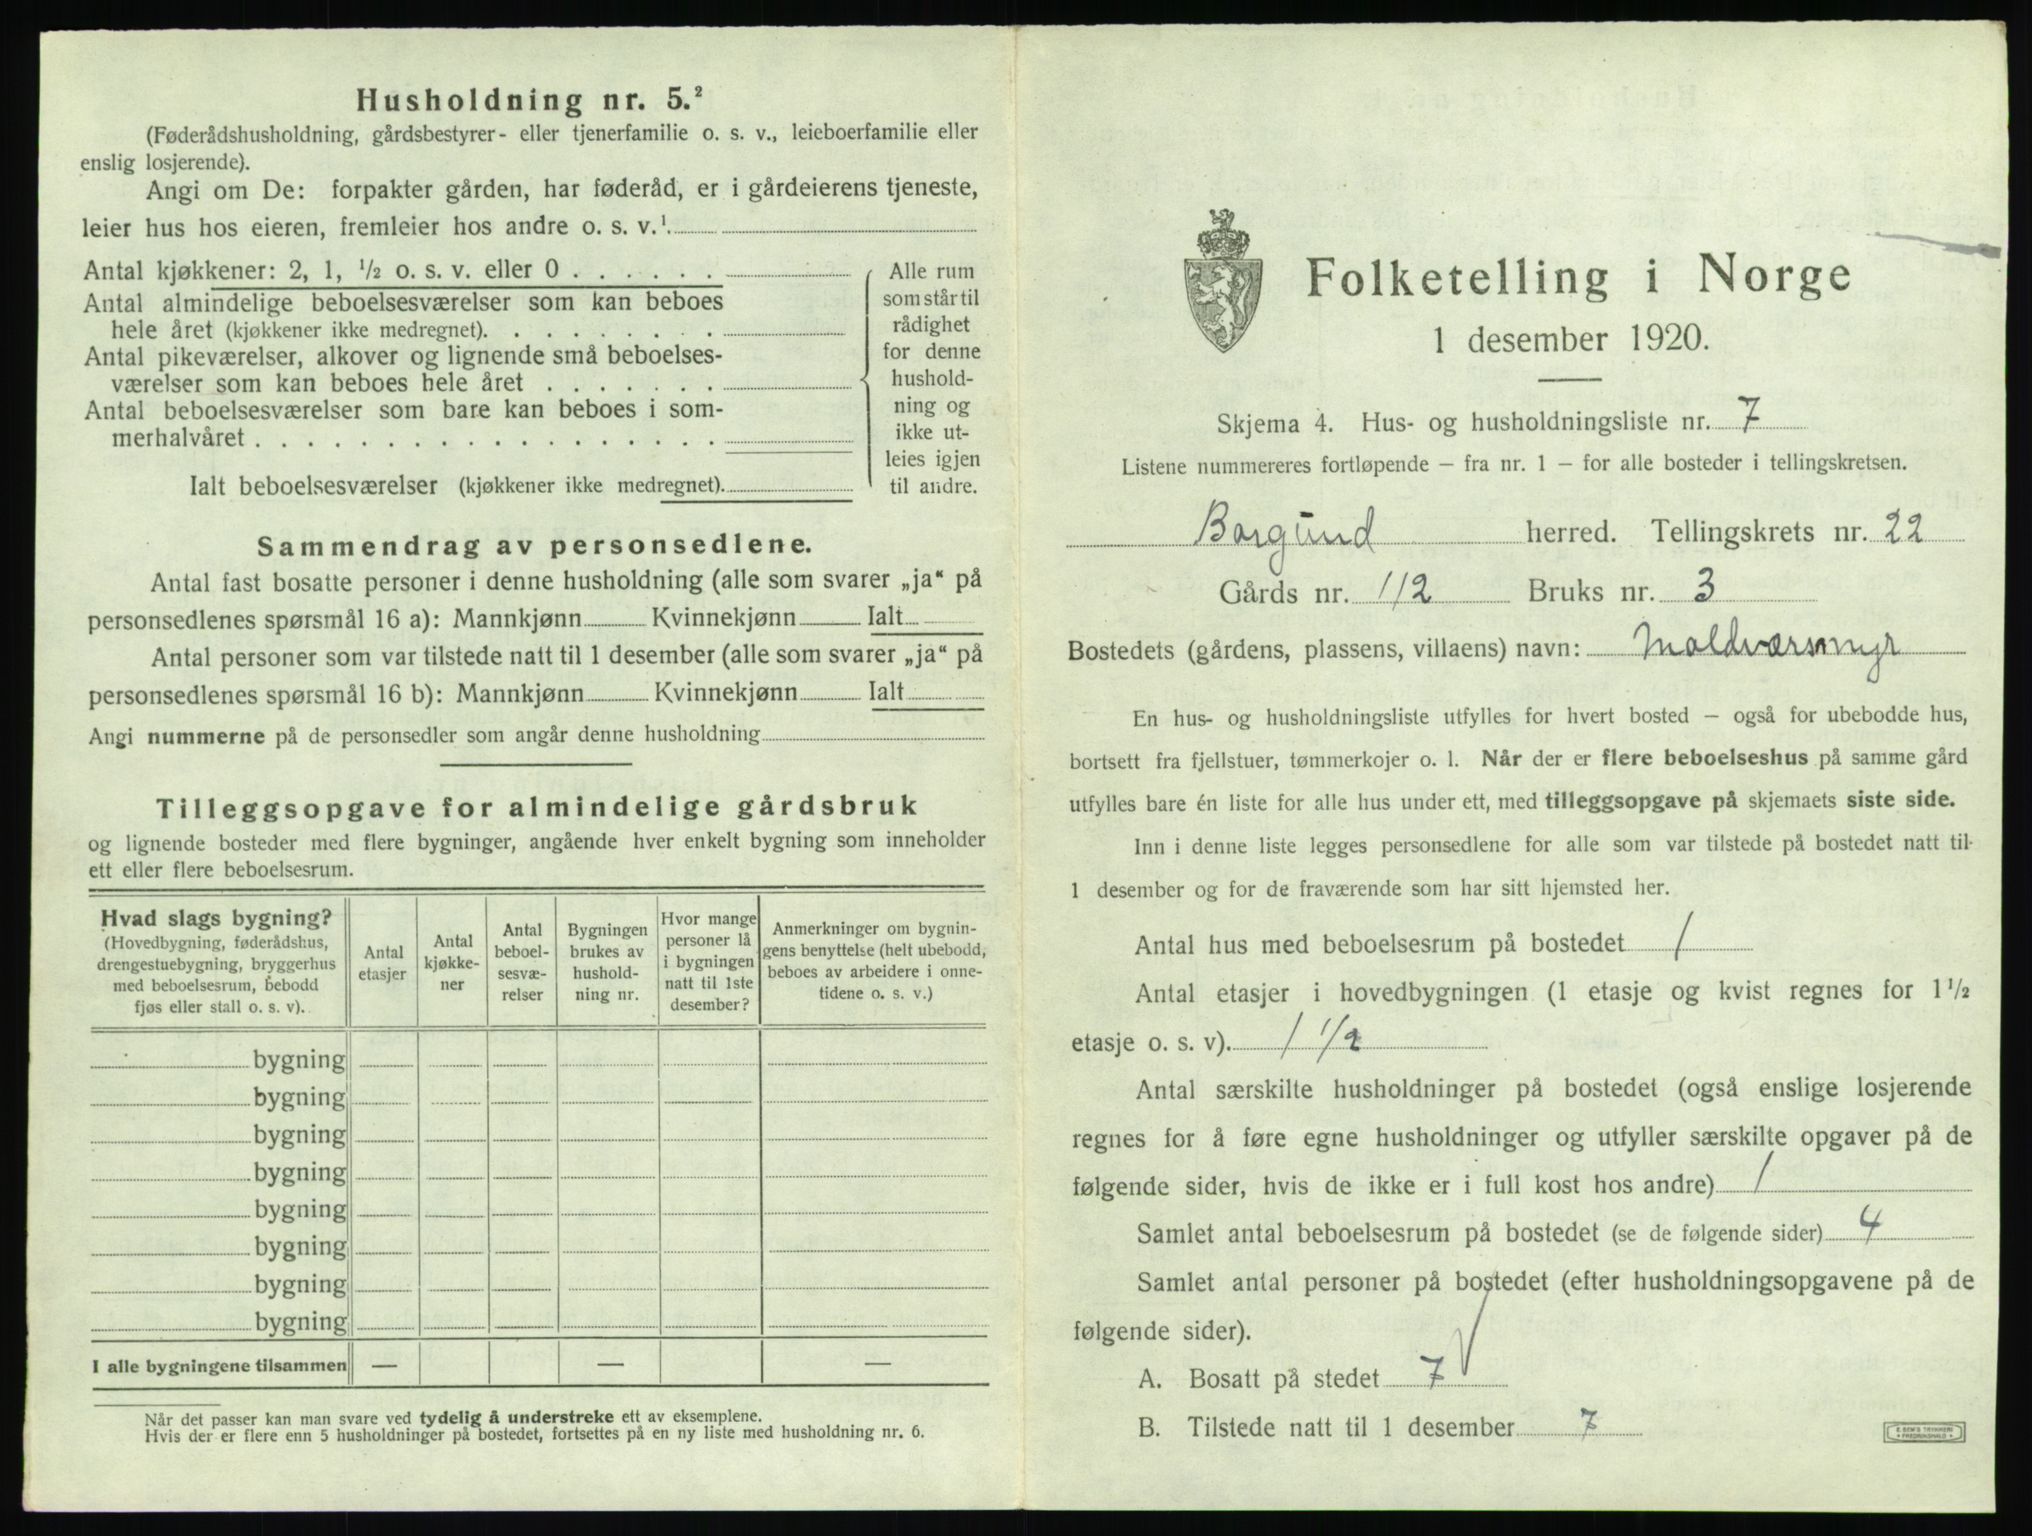 Husholdning nr. 5.²
(Føderådshusholdning, gårdsbestyrer- eller tjenerfamilie o. s. v., leieboerfamilie eller
enslig losjerende).
Angi om De: forpakter gården, har føderåd, er i gårdeierens tjeneste,
leier hus hos eieren, fremleier hos andre o. s. v.¹
Antal kjøkkener: 2, 1, ½ o. s. v. eller 0 . . . . . .
Antal almindelige beboelsesværelser som kan beboes
hele året (kjøkkener ikke medregnet). . . . . . . . .
Antal pikeværelser, alkover og lignende små beboelses-
værelser som kan beboes hele året . . . . . . .
Antal beboelsesværelser som bare kan beboes i som-
merhalvåret . . . . . . . . . . . . . . . . . .
Ialt beboelsesværelser (kjøkkener ikke medregnet).
Alle rum
som står til
rådighet
for denne
hushold-
ning og
ikke ut-
leies igjen
til andre.
Sammendrag av personsedlene.
Antal fast bosatte personer i denne husholdning (alle som svarer „ja“ på
personsedlenes spørsmål 16 a): Mannkjønn Kvinnekjønn Ialt
Antal personer som var tilstede natt til 1 desember (alle som svarer „ja“ på
personsedlenes spørsmål 16 b): Mannkjønn Kvinnekjønn Ialt
Angi nummerne på de personsedler som angår denne husholdning
Tilleggsopgave for almindelige gårdsbruk
og lignende bosteder med flere bygninger, angående hver enkelt bygning som inneholder
ett eller flere beboelsesrum.
Hvad slags bygning?
(Hovedbygning, føderådshus,
drengestuebygning, bryggerhus
med beboelsesrum, bebodd
fjøs eller stall o. s. v).
Antal
etasjer
Antal
kjøkke-
ner
Antal
beboel-
sesvæ-
relser
Bygningen
brukes av
hushold-
ning nr.
Hvor mange
personer lå
i bygningen
natt til 1ste
desember?
Anmerkninger om bygnin-
gens benyttelse (helt ubebodd,
beboes av arbeidere i onne-
tidene o. s. v.)
bygning
bygning
bygning
bygning
bygning
bygning
bygning
bygning
I alle bygningene tilsammen — — —
Når det passer kan man svare ved tydelig å understreke ett av eksemplene.
Hvis der er flere enn 5 husholdninger på bostedet, fortsettes på en ny liste med husholdning nr. 6.
Folketelling i Norge
1 desember 1920.
Skjema 4. Hus- og husholdningsliste nr. 7
Listene nummereres fortløpende — fra nr. 1 — for alle bosteder i tellingskretsen.
Borgund herred. Tellingskrets nr. 22
Gårds nr. 112 Bruks nr. 3
Bostedets (gårdens, plassens, villaens) navn: Moldværsmyr
En hus- og husholdningsliste utfylles for hvert bosted — også for ubebodde hus,
bortsett fra fjellstuer, tømmerkojer o. l. Når der er flere beboelseshus på samme gård
utfylles bare én liste for alle hus under ett, med tilleggsopgave på skjemaets siste side.
Inn i denne liste legges personsedlene for alle som var tilstede på bostedet natt til
1 desember og for de fraværende som har sitt hjemsted her.
Antal hus med beboelsesrum på bostedet 1
Antal etasjer i hovedbygningen (1 etasje og kvist regnes for 1½
etasje o. s. v). 1 1/2
Antal særskilte husholdninger på bostedet (også enslige losjerende
regnes for å føre egne husholdninger og utfyller særskilte opgaver på de
følgende sider, hvis de ikke er i full kost hos andre) 1
Samlet antal beboelsesrum på bostedet (se de følgende sider) 4
Samlet antal personer på bostedet (efter husholdningsopgavene på de
følgende sider).
A. Bosatt på stedet 7
B. Tilstede natt til 1 desember 7
E. SEM'S TRYKKERI
FREDRIKSHALD